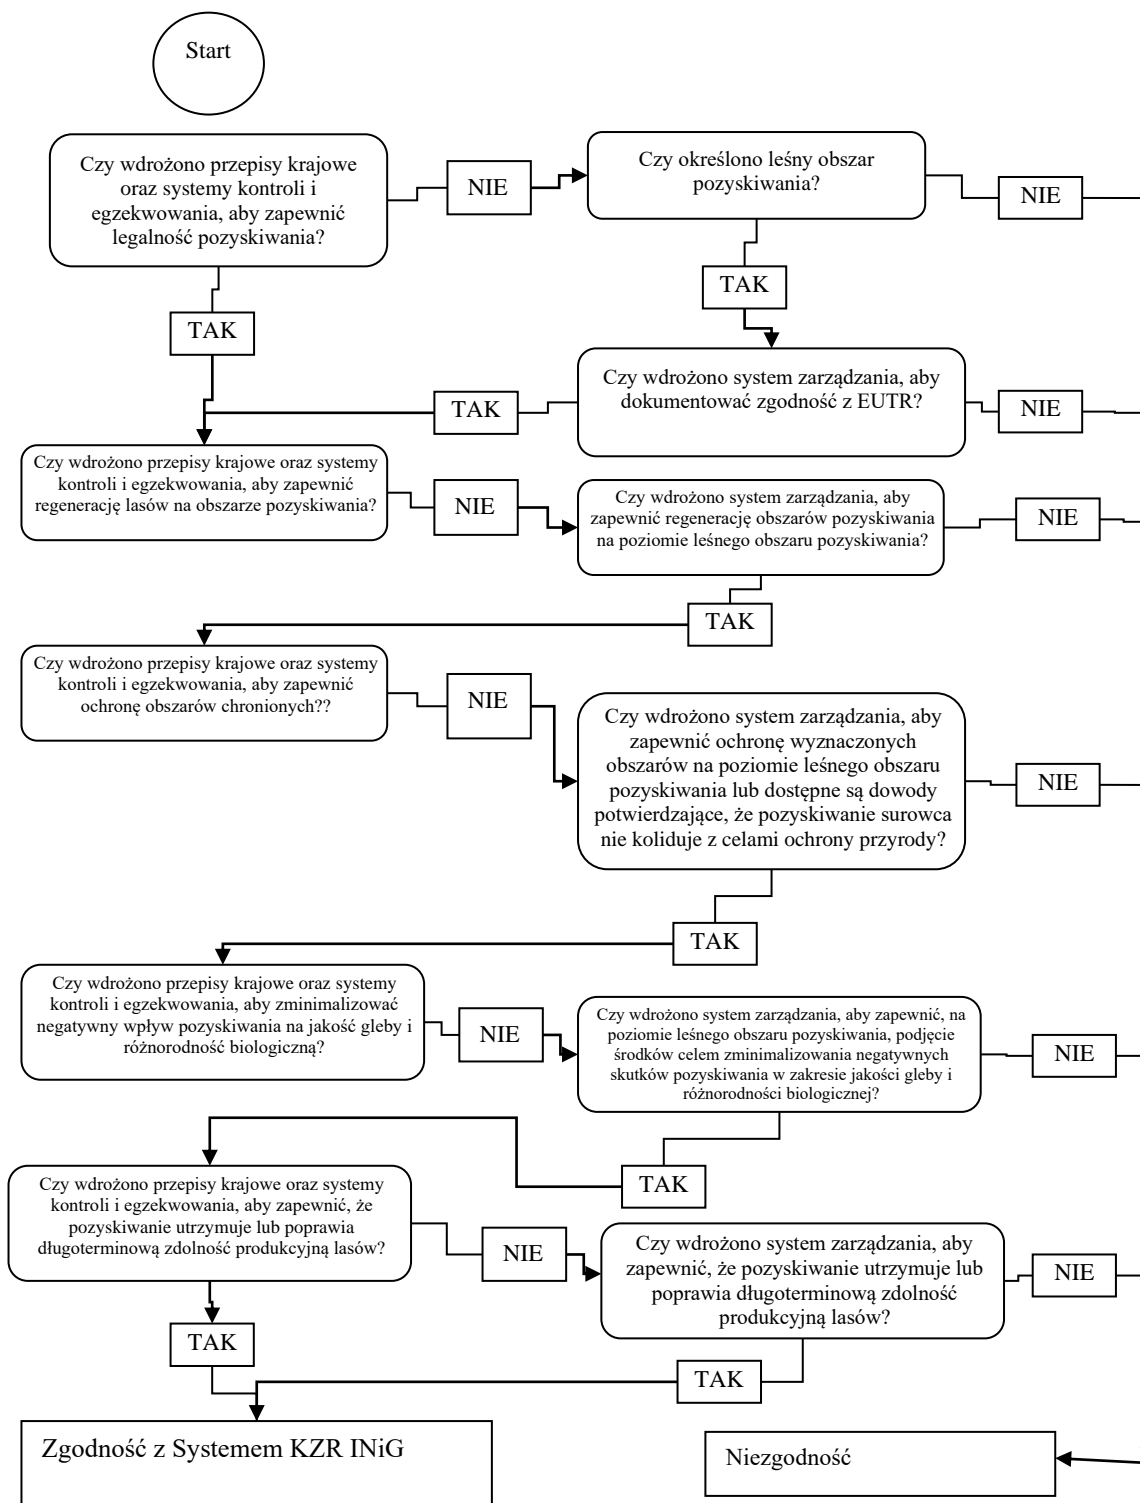 Start
Czy wdrożono przepisy krajowe
oraz systemy kontroli i
egzekwowania, aby zapewnić
legalność pozyskiwania?
NIE
Czy określono leśny obszar
pozyskiwania?
NIE
TAK
TAK
Czy wdrożono system zarządzania, aby
dokumentować zgodność z EUTR?
NIE
TAK
Czy wdrożono przepisy krajowe oraz systemy
kontroli i egzekwowania, aby zapewnić
regenerację lasów na obszarze pozyskiwania?
NIE
Czy wdrożono system zarządzania, aby
zapewnić regenerację obszarów pozyskiwania
na poziomie leśnego obszaru pozyskiwania?
NIE
TAK
Czy wdrożono przepisy krajowe oraz systemy
kontroli i egzekwowania, aby zapewnić
ochronę obszarów chronionych??
NIE
Czy wdrożono system zarządzania, aby
zapewnić ochronę wyznaczonych
obszarów na poziomie leśnego obszaru
pozyskiwania lub dostępne są dowody
potwierdzające, że pozyskiwanie surowca
nie koliduje z celami ochrony przyrody?
NIE
TAK
Czy wdrożono przepisy krajowe oraz systemy
kontroli i egzekwowania, aby zminimalizować
negatywny wpływ pozyskiwania na jakość gleby i
różnorodność biologiczną?
NIE
Czy wdrożono system zarządzania, aby zapewnić, na
poziomie leśnego obszaru pozyskiwania, podjęcie
środków celem zminimalizowania negatywnych
skutków pozyskiwania w zakresie jakości gleby i
różnorodności biologicznej?
NIE
TAK
Czy wdrożono przepisy krajowe oraz systemy
kontroli i egzekwowania, aby zapewnić, że
pozyskiwanie utrzymuje lub poprawia
długoterminową zdolność produkcyjną lasów?
NIE
Czy wdrożono system zarządzania, aby
zapewnić, że pozyskiwanie utrzymuje lub
poprawia długoterminową zdolność
produkcyjną lasów?
NIE
TAK
TAK
Zgodność z Systemem KZR INiG
Niezgodność